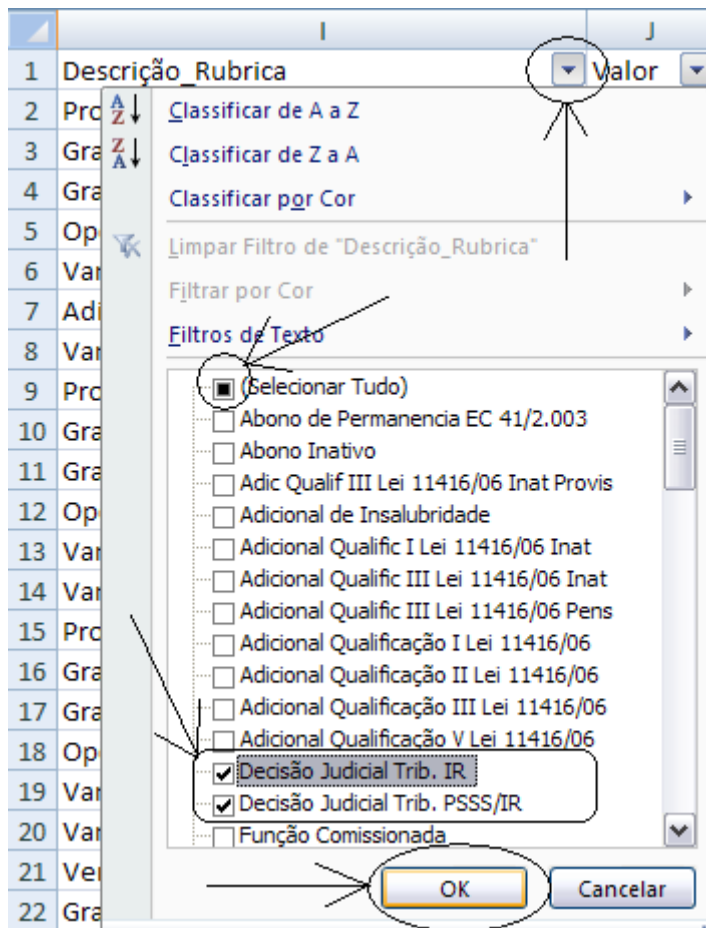 I J
1 Descrição_Rubrica Valor
2 Pro Classificar de A a Z
3 Gra Classificar de Z a A
4 Gra Classificar por Cor
5 Ope Limpar Filtro de "Descrição_Rubrica"
6 Var
7 Adi Filtrar por Cor
8 Var Filtros de Texto
9 Pro (Selecionar Tudo)
10 Gra Abono de Permanencia EC 41/2.003
Abono Inativo
11 Gra Adic Qualif III Lei 11416/06 Inat Provis
12 Op Adicional de Insalubridade
13 Var Adicional Qualific I Lei 11416/06 Inat
14 Var Adicional Qualific III Lei 11416/06 Inat
Adicional Qualific III Lei 11416/06 Pens
15 Pro Adicional Qualificação I Lei 11416/06
16 Gra Adicional Qualificação II Lei 11416/06
17 Gra Adicional Qualificação III Lei 11416/06
18 Op Adicional Qualificação V Lei 11416/06
Decisão Judicial Trib. IR
19 Var Decisão Judicial Trib. PSSS/IR
20 Var Função Comissionada
21 Ver OK Cancelar
22 Gra